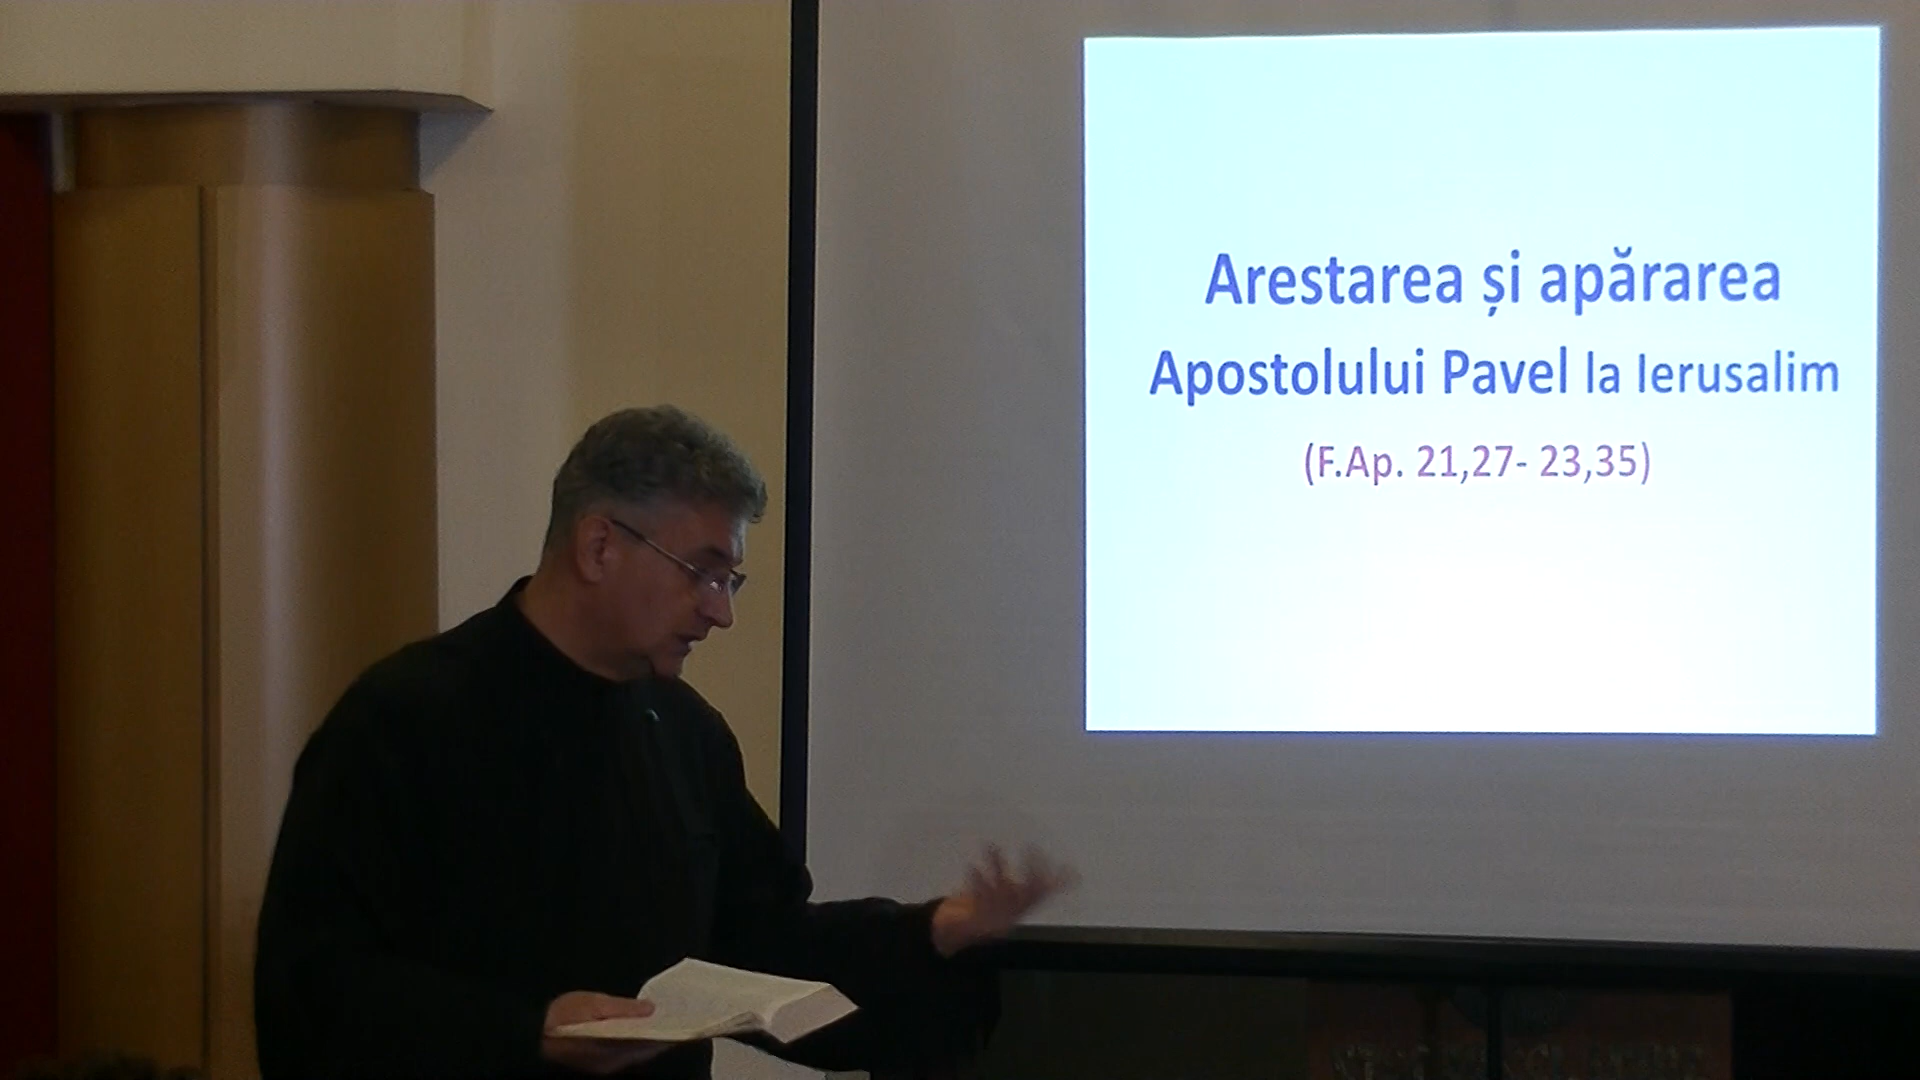 Arestarea și apărarea
Apostolului Pavel la Ierusalim
(F.Ap. 21,27- 23,35)